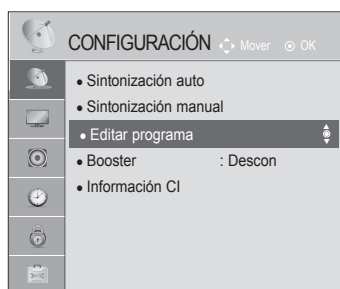 CONFIGURACIÓN Mover OK
• Sintonización auto
• Sintonización manual
• Editar programa
• Booster : Descon
• Información CI